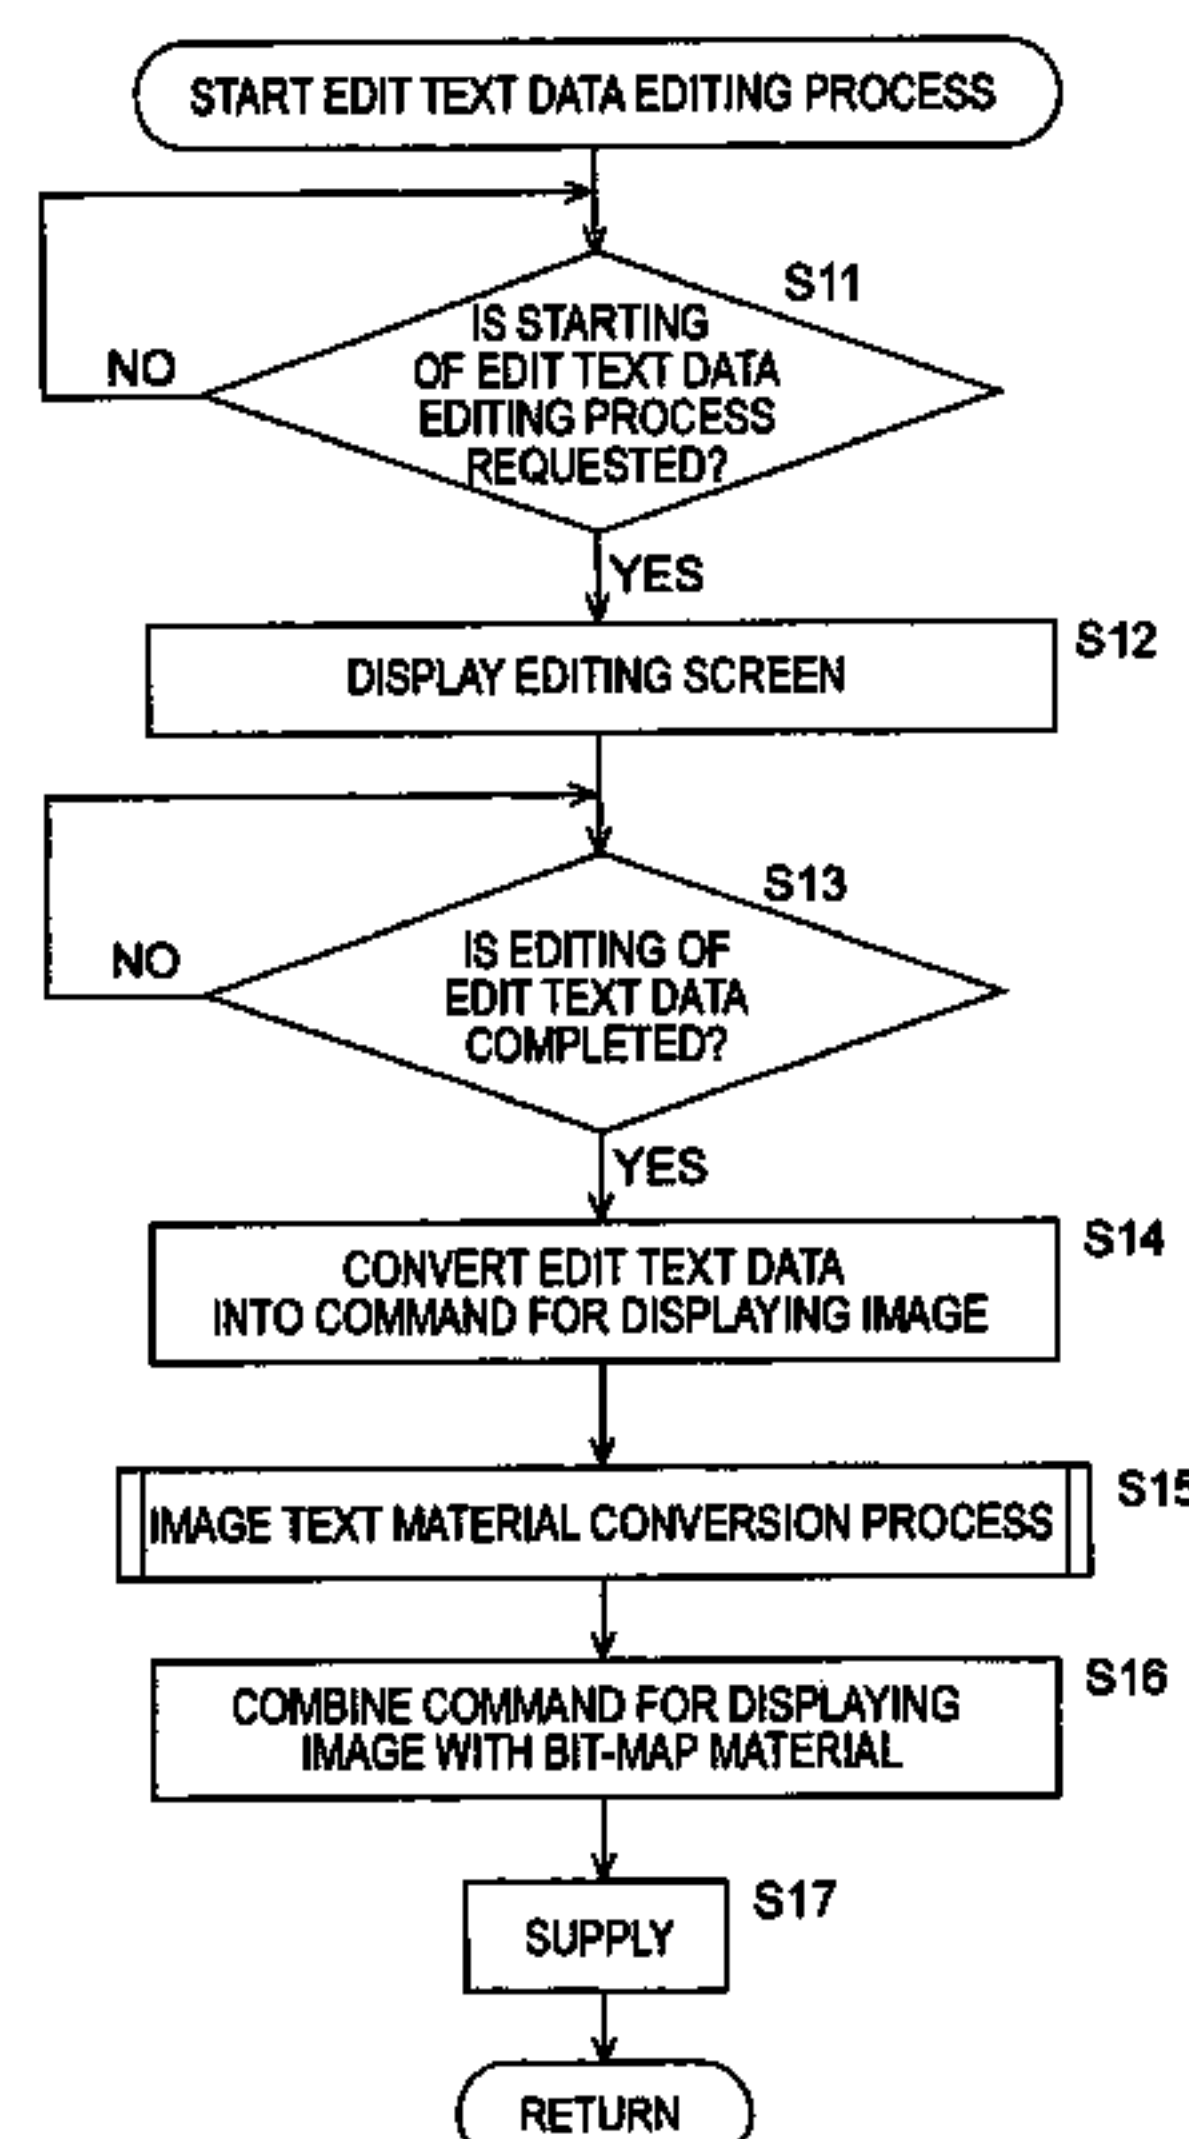 START EDIT TEXT DATA EDITING PROCESS
S11
IS STARTING
OF EDIT TEXT DATA
EDITING PROCESS
REQUESTED?
NO
YES
S12
DISPLAY EDITING SCREEN
S13
IS EDITING OF
EDIT TEXT DATA
COMPLETED?
NO
YES
S14
CONVERT EDIT TEXT DATA
INTO COMMAND FOR DISPLAYING IMAGE
S15
IMAGE TEXT MATERIAL CONVERSION PROCESS
S16
COMBINE COMMAND FOR DISPLAYING
IMAGE WITH BIT-MAP MATERIAL
S17
SUPPLY
RETURN